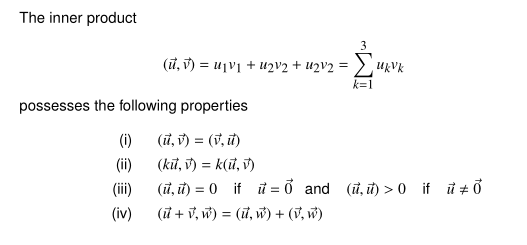 The inner product
(u⃗, v⃗) = u₁v₁ + u₂v₂ + u₂v₂ = ∑_{k=1}^{3} uₖvₖ
possesses the following properties
(i) (u⃗, v⃗) = (v⃗, u⃗)
(ii) (ku⃗, v⃗) = k(u⃗, v⃗)
(iii) (u⃗, u⃗) = 0 if u⃗ = 0⃗ and (u⃗, u⃗) > 0 if u⃗ ≠ 0⃗
(iv) (u⃗ + v⃗, w⃗) = (u⃗, w⃗) + (v⃗, w⃗)